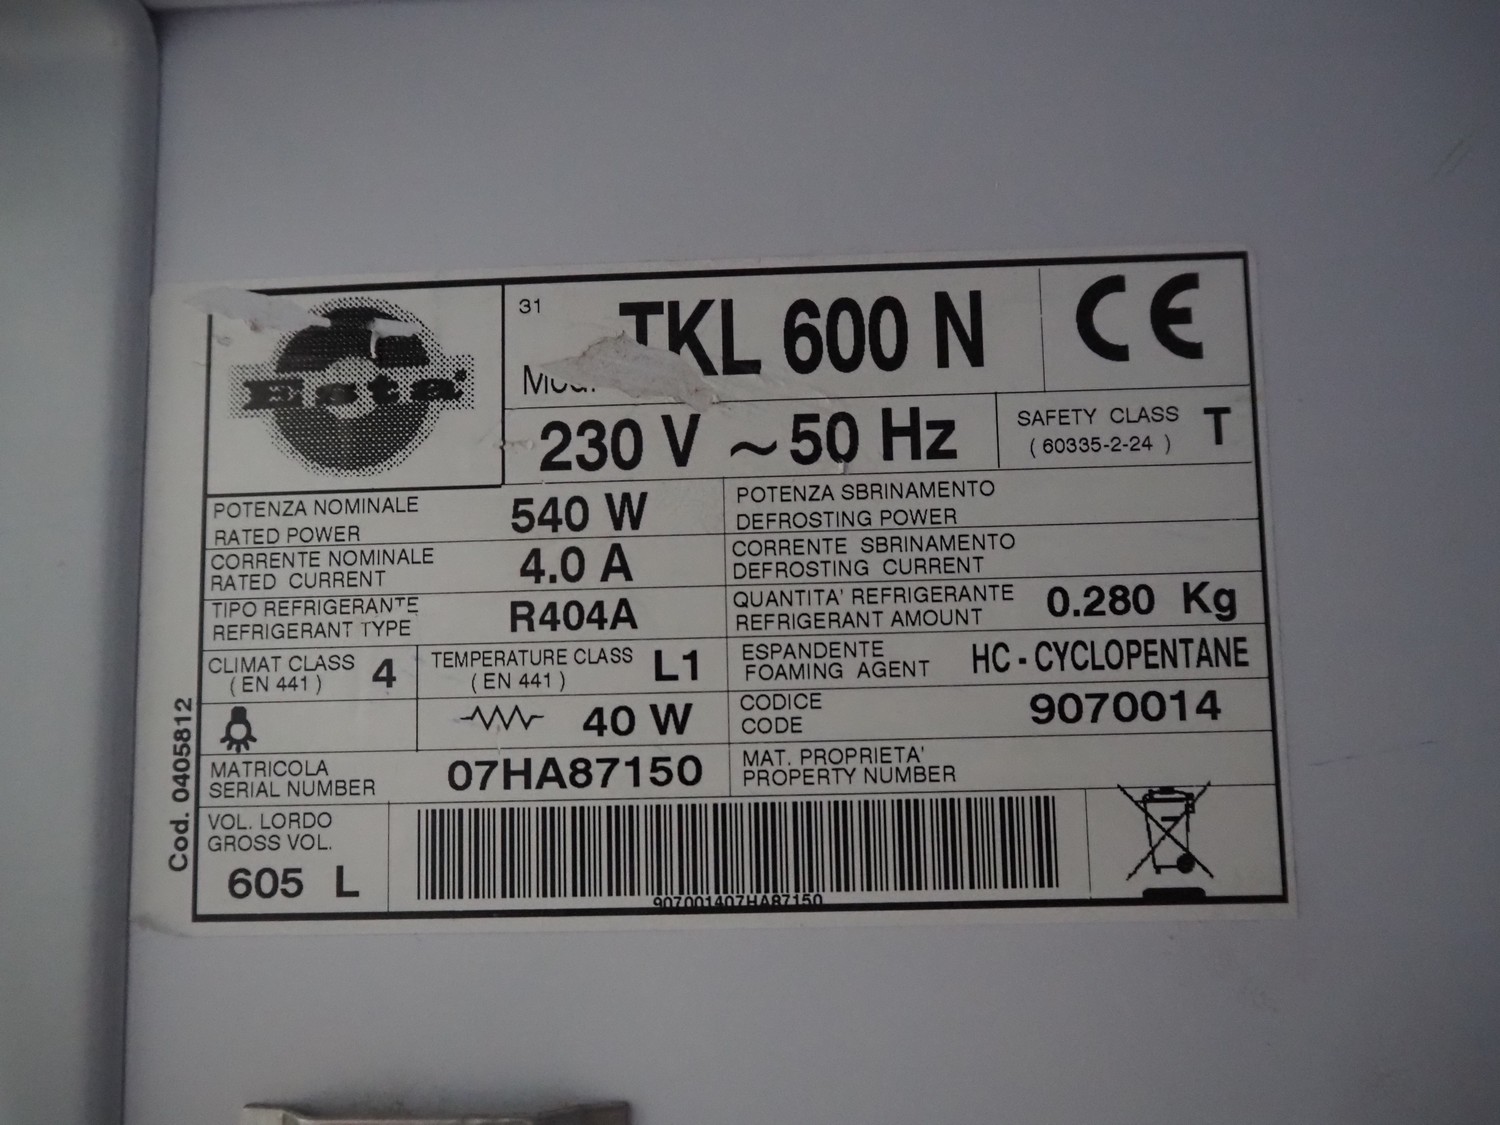 Esta
31
TKL 600 N
Mod.
230 V ~ 50 Hz
SAFETY CLASS
( 60335-2-24 )
T
CE
POTENZA NOMINALE
RATED POWER
540 W
POTENZA SBRINAMENTO
DEFROSTING POWER
CORRENTE NOMINALE
RATED CURRENT
4.0 A
CORRENTE SBRINAMENTO
DEFROSTING CURRENT
TIPO REFRIGERANTE
REFRIGERANT TYPE
R404A
QUANTITA' REFRIGERANTE
REFRIGERANT AMOUNT
0.280 Kg
CLIMAT CLASS
( EN 441 )
4
TEMPERATURE CLASS
( EN 441 )
L1
ESPANDENTE
FOAMING AGENT
HC - CYCLOPENTANE
40 W
CODICE
CODE
9070014
MATRICOLA
SERIAL NUMBER
07HA87150
MAT. PROPRIETA'
PROPERTY NUMBER
VOL. LORDO
GROSS VOL.
605 L
907001407HA87150
Cod. 0405812